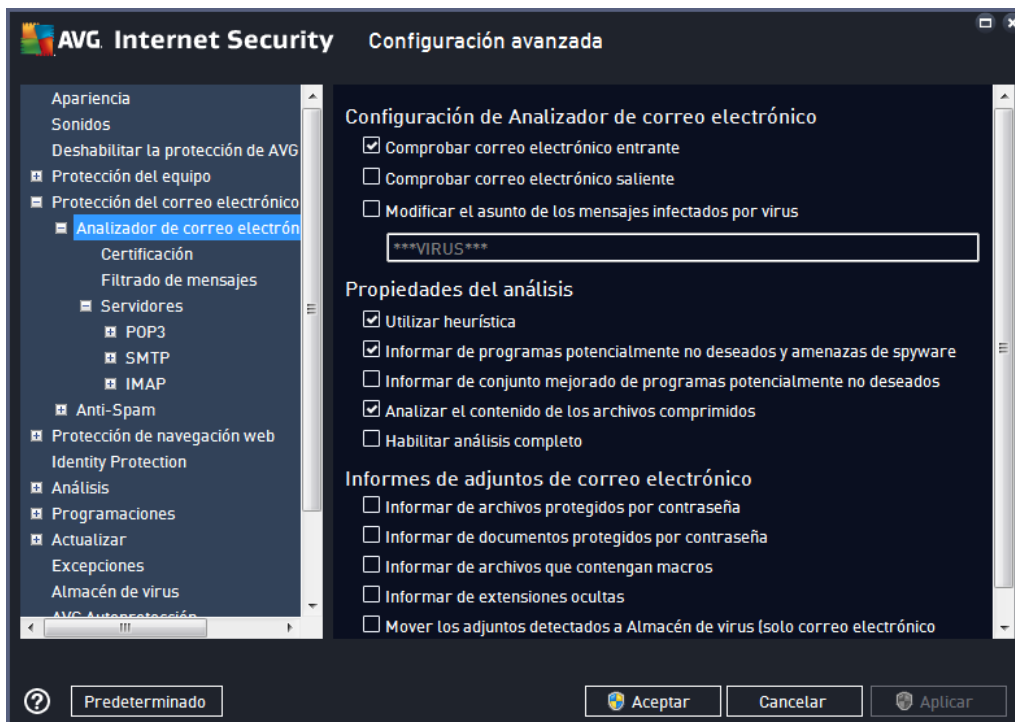 AVG. Internet Security Configuración avanzada
Apariencia
Sonidos
Deshabilitar la protección de AVG
Protección del equipo
Protección del correo electrónico
Analizador de correo electrón
Certificación
Filtrado de mensajes
Servidores
POP3
SMTP
IMAP
Anti-Spam
Protección de navegación web
Identity Protection
Análisis
Programaciones
Actualizar
Excepciones
Almacén de virus
AVG Autoprotección
Configuración de Analizador de correo electrónico
Comprobar correo electrónico entrante
Comprobar correo electrónico saliente
Modificar el asunto de los mensajes infectados por virus
***VIRUS***
Propiedades del análisis
Utilizar heurística
Informar de programas potencialmente no deseados y amenazas de spyware
Informar de conjunto mejorado de programas potencialmente no deseados
Analizar el contenido de los archivos comprimidos
Habilitar análisis completo
Informes de adjuntos de correo electrónico
Informar de archivos protegidos por contraseña
Informar de documentos protegidos por contraseña
Informar de archivos que contengan macros
Informar de extensiones ocultas
Mover los adjuntos detectados a Almacén de virus (solo correo electrónico
? Predeterminado Aceptar Cancelar Aplicar